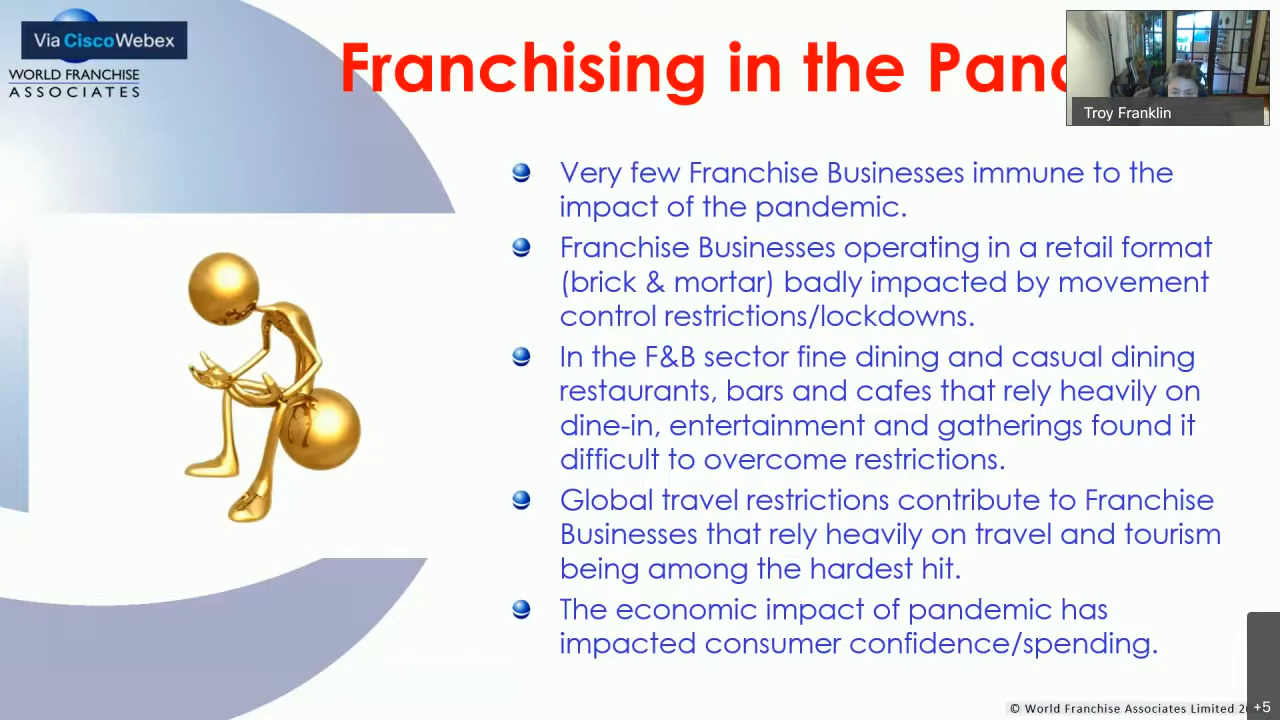 Via Cisco Webex
WORLD FRANCHISE
ASSOCIATES
Franchising in the
Troy Franklin
Very few Franchise Businesses immune to the
impact of the pandemic.
Franchise Businesses operating in a retail format
(brick & mortar) badly impacted by movement
control restrictions/lockdowns.
In the F&B sector fine dining and casual dining
restaurants, bars and cafes that rely heavily on
dine-in, entertainment and gatherings found it
difficult to overcome restrictions.
Global travel restrictions contribute to Franchise
Businesses that rely heavily on travel and tourism
being among the hardest hit.
The economic impact of pandemic has
impacted consumer confidence/spending.
© World Franchise Associates Limited
+5